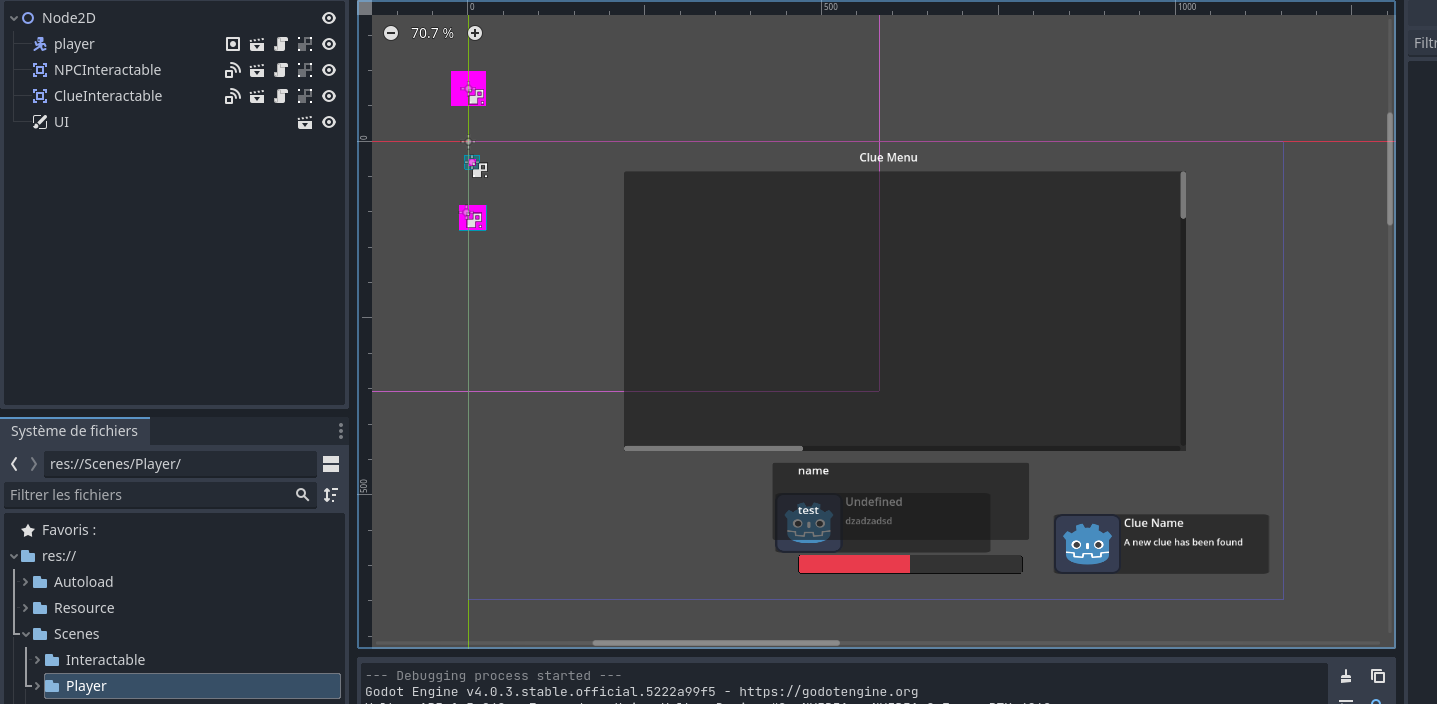 Node2D
player
NPCInteractable
ClueInteractable
UI
Système de fichiers
res://Scenes/Player/
Filtrer les fichiers
Favoris :
res://
Autoload
Resource
Scenes
Interactable
Player
0
500
1000
70.7 %
0
500
Clue Menu
name
Undefined
test
dzadzadsd
Clue Name
A new clue has been found
--- Debugging process started ---
Godot Engine v4.0.3.stable.official.5222a99f5 - https://godotengine.org
Filtr